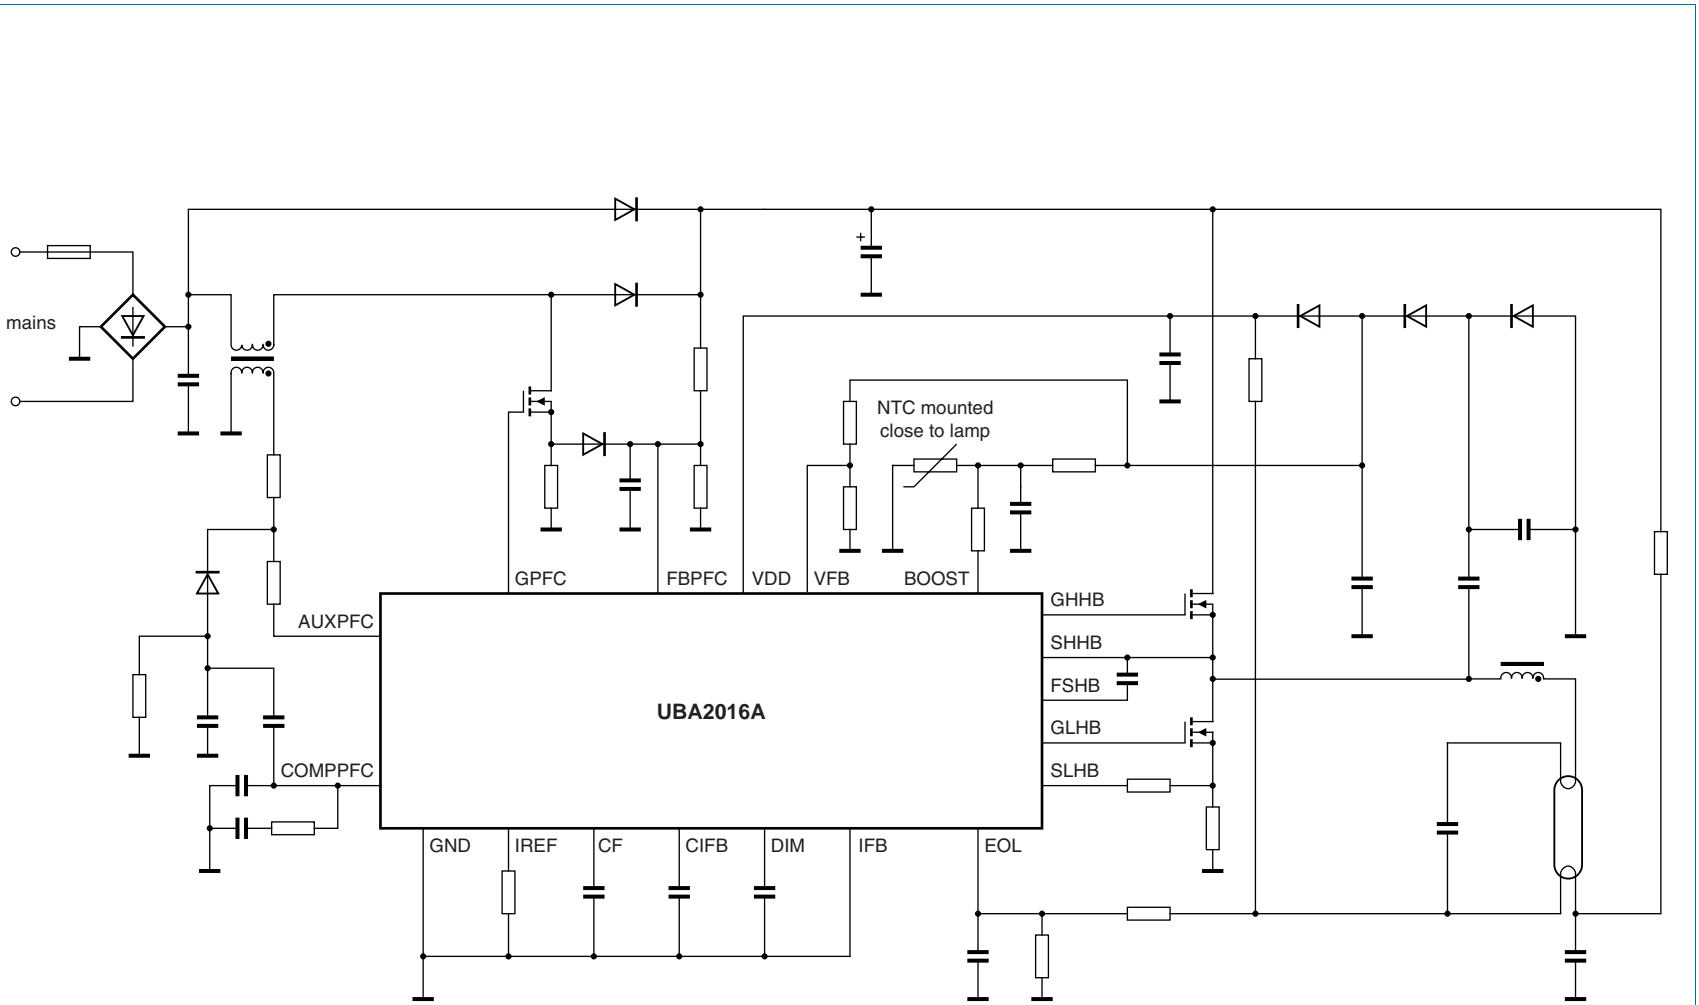 +
mains
NTC mounted
close to lamp
GPFC
FBPFC
VDD
VFB
BOOST
AUXPFC
GHHB
SHHB
FSHB
UBA2016A
GLHB
COMPPFC
SLHB
GND
IREF
CF
CIFB
DIM
IFB
EOL